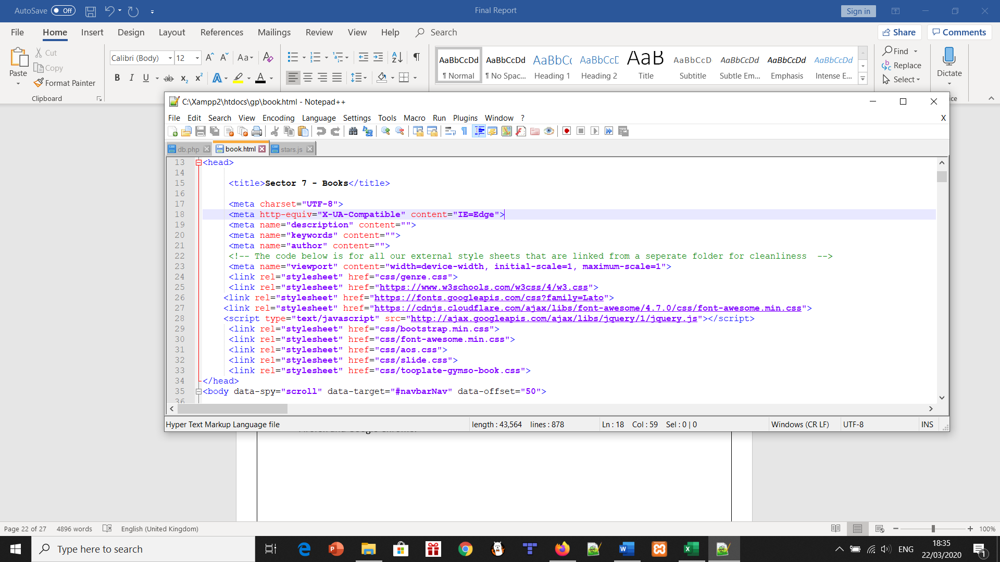 AutoSave Off
Final Report
Sign in
File Home Insert Design Layout References Mailings Review View Help Search
Share Comments
Paste
Cut
Copy
Format Painter
Clipboard
Calibri (Body) 12
AaBbCcDd AaBbCcDd AaBbCc AaBbCcD AaB AaBbCcD AaBbCcDd AaBbCcDd AaBbCcDd
¶ Normal ¶ No Spac... Heading 1 Heading 2 Title Subtitle Subtle Em... Emphasis Intense E...
Find
Replace
Select
Dictate
C:\Xampp2\htdocs\gp\book.html - Notepad++
File Edit Search View Encoding Language Settings Tools Macro Run Plugins Window ? X
db.php book.html stars.js
13 <head>
14
15 <title>Sector 7 - Books</title>
16
17 <meta charset="UTF-8">
18 <meta http-equiv="X-UA-Compatible" content="IE=Edge">
19 <meta name="description" content="">
20 <meta name="keywords" content="">
21 <meta name="author" content="">
22 <!-- The code below is for all our external style sheets that are linked from a seperate folder for cleanliness  -->
23 <meta name="viewport" content="width=device-width, initial-scale=1, maximum-scale=1">
24 <link rel="stylesheet" href="css/genre.css">
25 <link rel="stylesheet" href="https://www.w3schools.com/w3css/4/w3.css">
26 <link rel="stylesheet" href="https://fonts.googleapis.com/css?family=Lato">
27 <link rel="stylesheet" href="https://cdnjs.cloudflare.com/ajax/libs/font-awesome/4.7.0/css/font-awesome.min.css">
28 <script type="text/javascript" src="http://ajax.googleapis.com/ajax/libs/jquery/1/jquery.js"></script>
29 <link rel="stylesheet" href="css/bootstrap.min.css">
30 <link rel="stylesheet" href="css/font-awesome.min.css">
31 <link rel="stylesheet" href="css/aos.css">
32 <link rel="stylesheet" href="css/slide.css">
33 <link rel="stylesheet" href="css/tooplate-gymso-book.css">
34 </head>
35 <body data-spy="scroll" data-target="#navbarNav" data-offset="50">
36
Hyper Text Markup Language file length : 43,564 lines : 878 Ln : 18 Col : 59 Sel : 0 | 0 Windows (CR LF) UTF-8 INS
Page 22 of 27 4896 words English (United Kingdom) 100%
Type here to search
ENG
18:35
22/03/2020
1